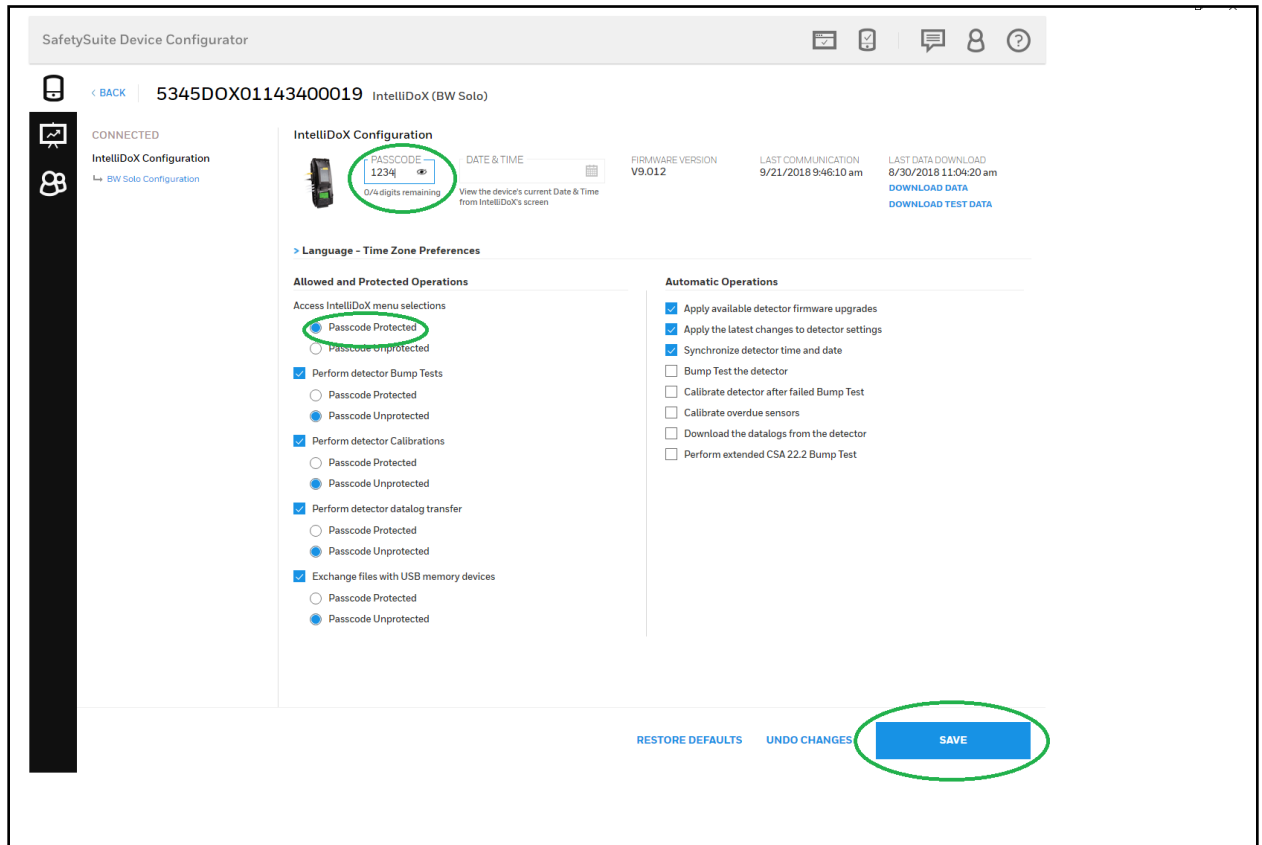 SafetySuite Device Configurator
< BACK
5345DOX01143400019 IntelliDoX (BW Solo)
CONNECTED
IntelliDoX Configuration
BW Solo Configuration
IntelliDoX Configuration
PASSCODE
1234
0/4 digits remaining
DATE & TIME
View the device's current Date & Time
from IntelliDoX's screen
FIRMWARE VERSION
V9.012
LAST COMMUNICATION
9/21/2018 9:46:10 am
LAST DATA DOWNLOAD
8/30/2018 11:04:20 am
DOWNLOAD DATA
DOWNLOAD TEST DATA
> Language - Time Zone Preferences
Allowed and Protected Operations
Access IntelliDoX menu selections
Passcode Protected
Passcode Unprotected
Perform detector Bump Tests
Passcode Protected
Passcode Unprotected
Perform detector Calibrations
Passcode Protected
Passcode Unprotected
Perform detector datalog transfer
Passcode Protected
Passcode Unprotected
Exchange files with USB memory devices
Passcode Protected
Passcode Unprotected
Automatic Operations
Apply available detector firmware upgrades
Apply the latest changes to detector settings
Synchronize detector time and date
Bump Test the detector
Calibrate detector after failed Bump Test
Calibrate overdue sensors
Download the datalogs from the detector
Perform extended CSA 22.2 Bump Test
RESTORE DEFAULTS
UNDO CHANGES
SAVE